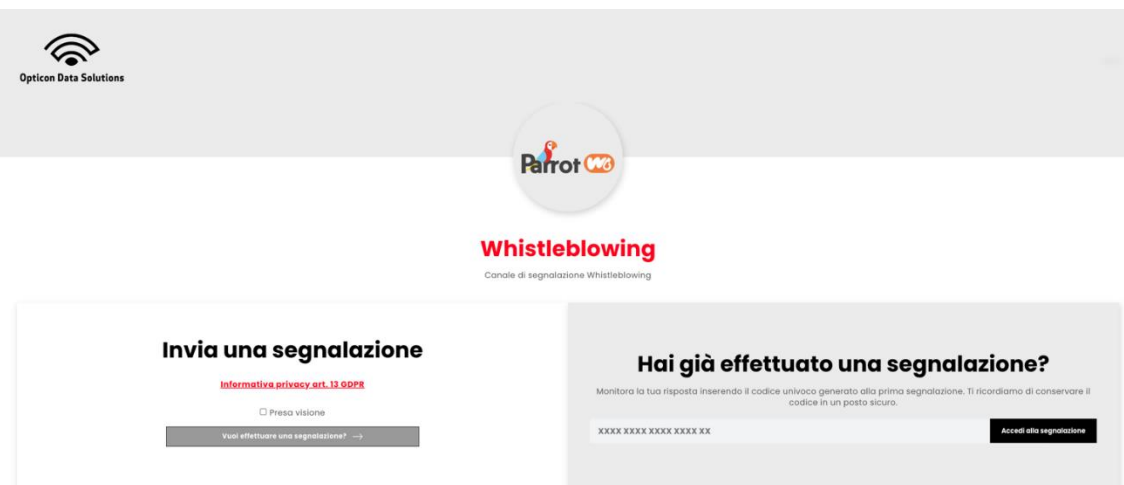 Opticon Data Solutions
Parrot WB
Whistleblowing
Canale di segnalazione Whistleblowing
Invia una segnalazione
Informativa privacy art. 13 GDPR
Presa visione
Vuoi effettuare una segnalazione?
Hai già effettuato una segnalazione?
Monitora la tua risposta inserendo il codice univoco generato alla prima segnalazione. Ti ricordiamo di conservare il
codice in un posto sicuro.
XXXX XXXX XXXX XXXX XX
Accedi alla segnalazione